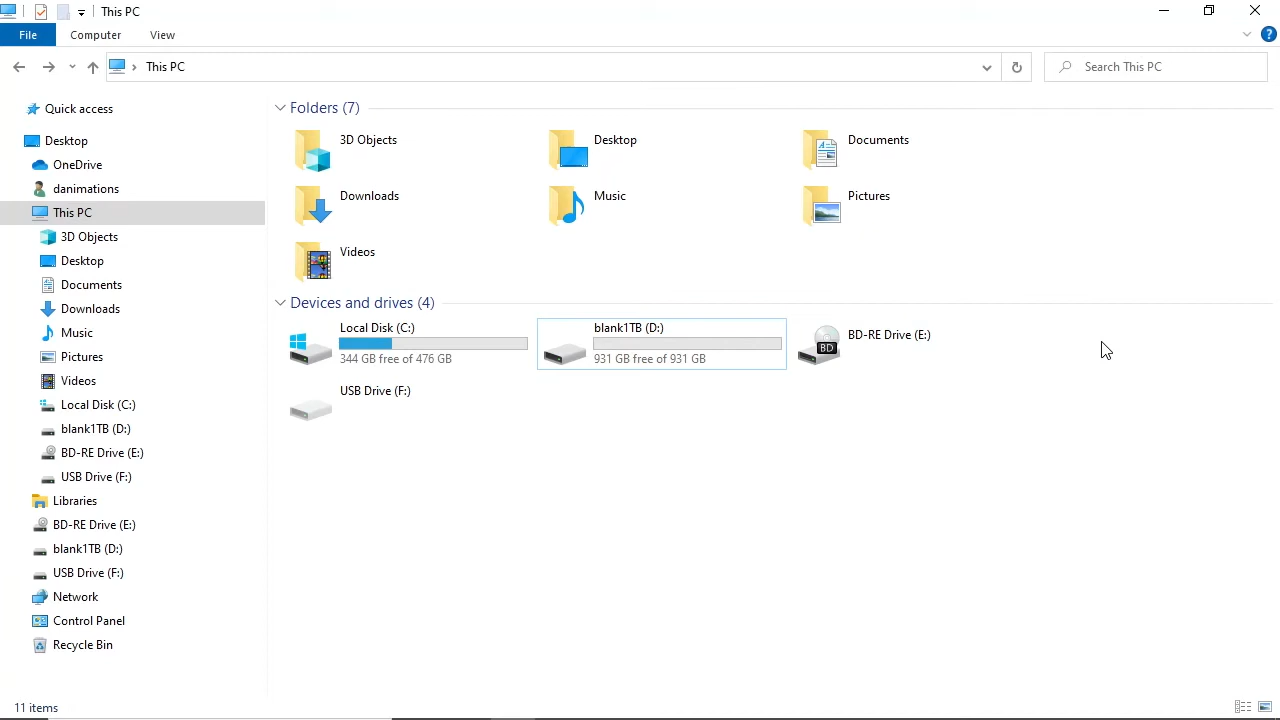 This PC
File Computer View
This PC
Search This PC
Quick access
Desktop
OneDrive
danimations
This PC
3D Objects
Desktop
Documents
Downloads
Music
Pictures
Videos
Local Disk (C:)
blank1TB (D:)
BD-RE Drive (E:)
USB Drive (F:)
Libraries
BD-RE Drive (E:)
blank1TB (D:)
USB Drive (F:)
Network
Control Panel
Recycle Bin
Folders (7)
3D Objects
Desktop
Documents
Downloads
Music
Pictures
Videos
Devices and drives (4)
Local Disk (C:)
344 GB free of 476 GB
blank1TB (D:)
931 GB free of 931 GB
BD
BD-RE Drive (E:)
USB Drive (F:)
11 items